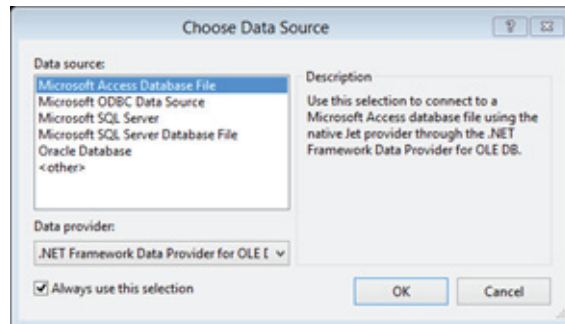 Choose Data Source
Data source:
Microsoft Access Database File
Microsoft ODBC Data Source
Microsoft SQL Server
Microsoft SQL Server Database File
Oracle Database
<other>
Description
Use this selection to connect to a
Microsoft Access database file using the
native Jet provider through the .NET
Framework Data Provider for OLE DB.
Data provider:
.NET Framework Data Provider for OLE D
Always use this selection
OK
Cancel